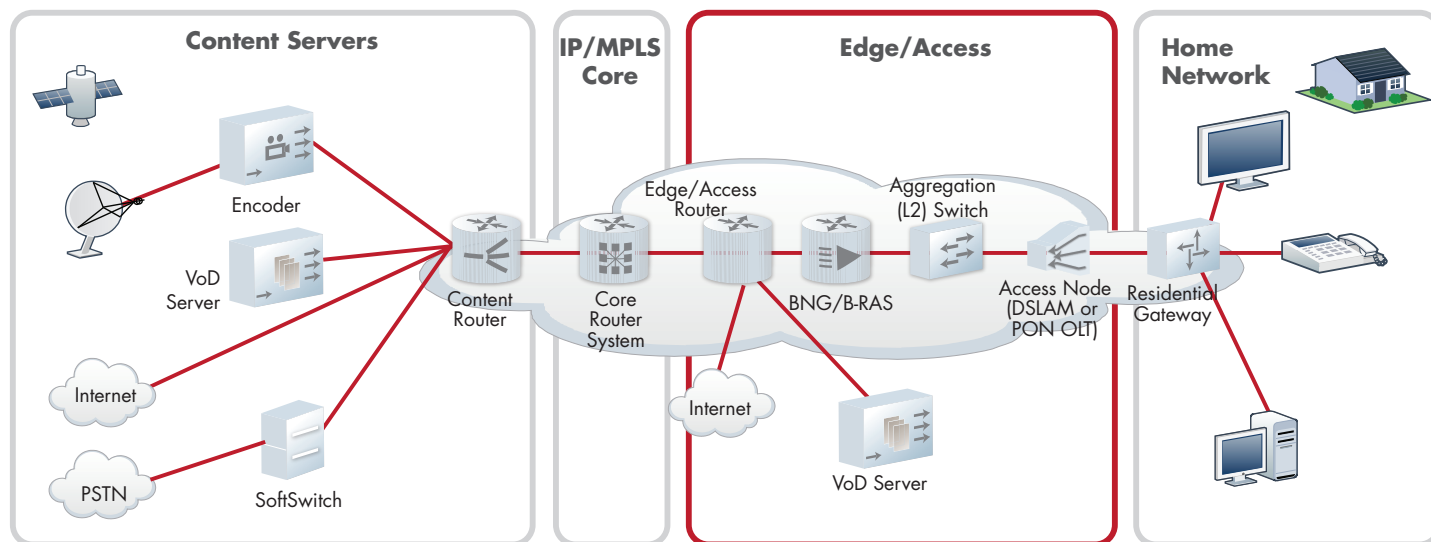 Content Servers
IP/MPLS
Core
Edge/Access
Home
Network
Encoder
VoD
Server
Internet
PSTN
SoftSwitch
Content
Router
Core
Router
System
Edge/Access
Router
BNG/B-RAS
Aggregation
(L2) Switch
Access Node
(DSLAM or
PON OLT)
Residential
Gateway
Internet
VoD Server